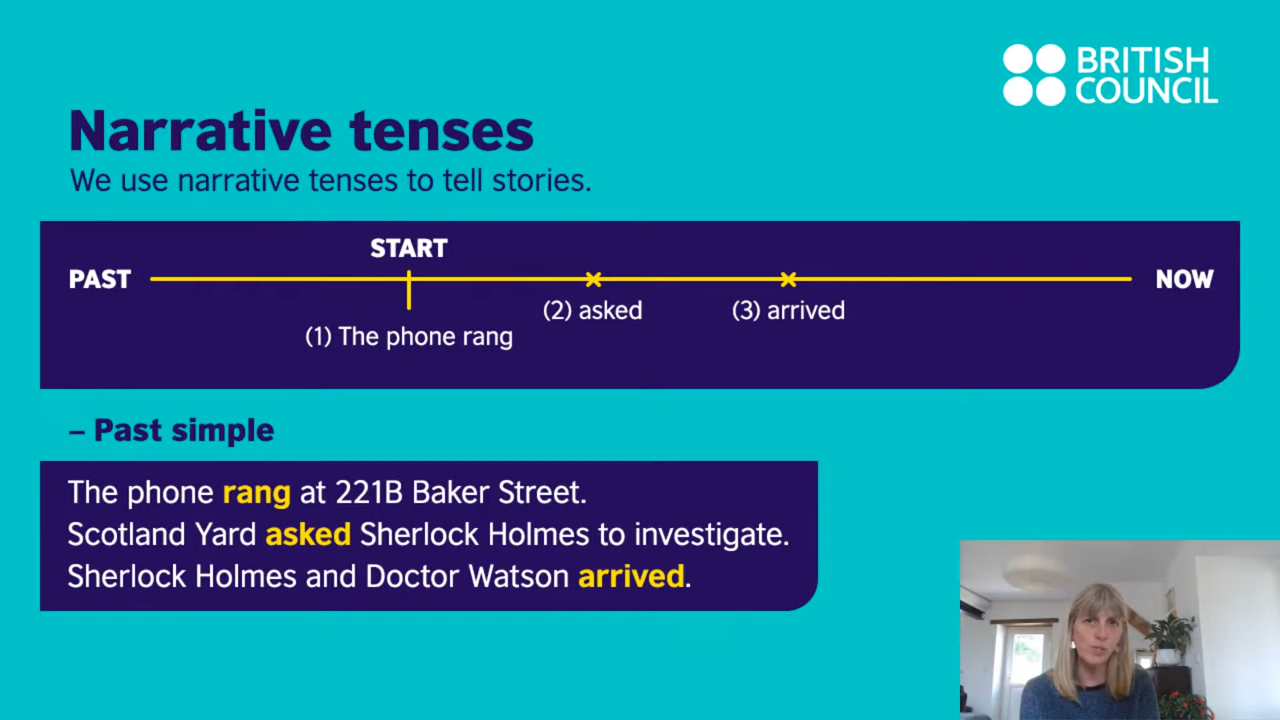 BRITISH
COUNCIL
Narrative tenses
We use narrative tenses to tell stories.
START
PAST
NOW
(2) asked
(3) arrived
(1) The phone rang
– Past simple
The phone rang at 221B Baker Street.
Scotland Yard asked Sherlock Holmes to investigate.
Sherlock Holmes and Doctor Watson arrived.